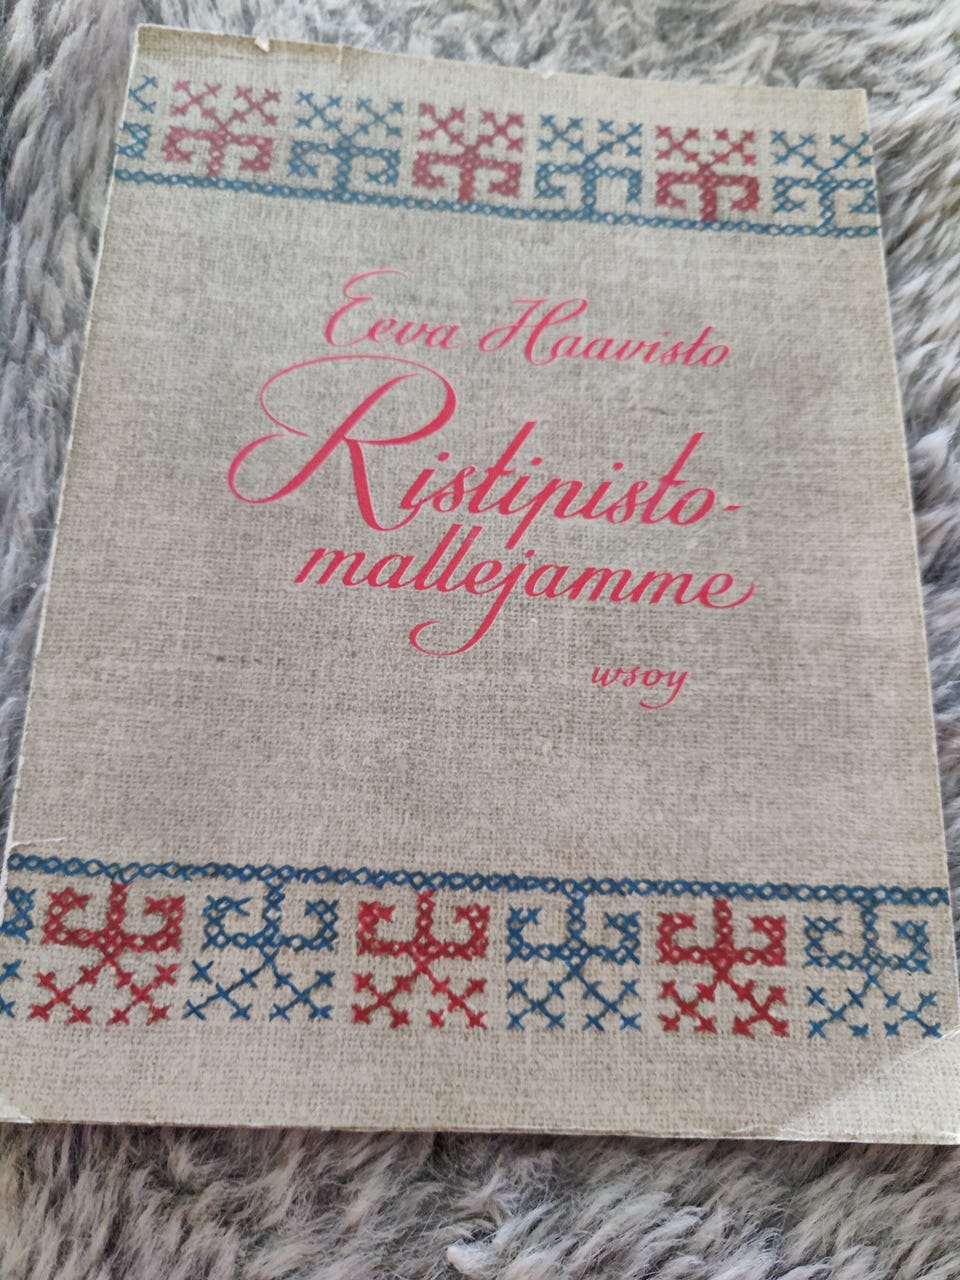 Eeva Haavisto
Ristipisto-
mallejamme
wsoy